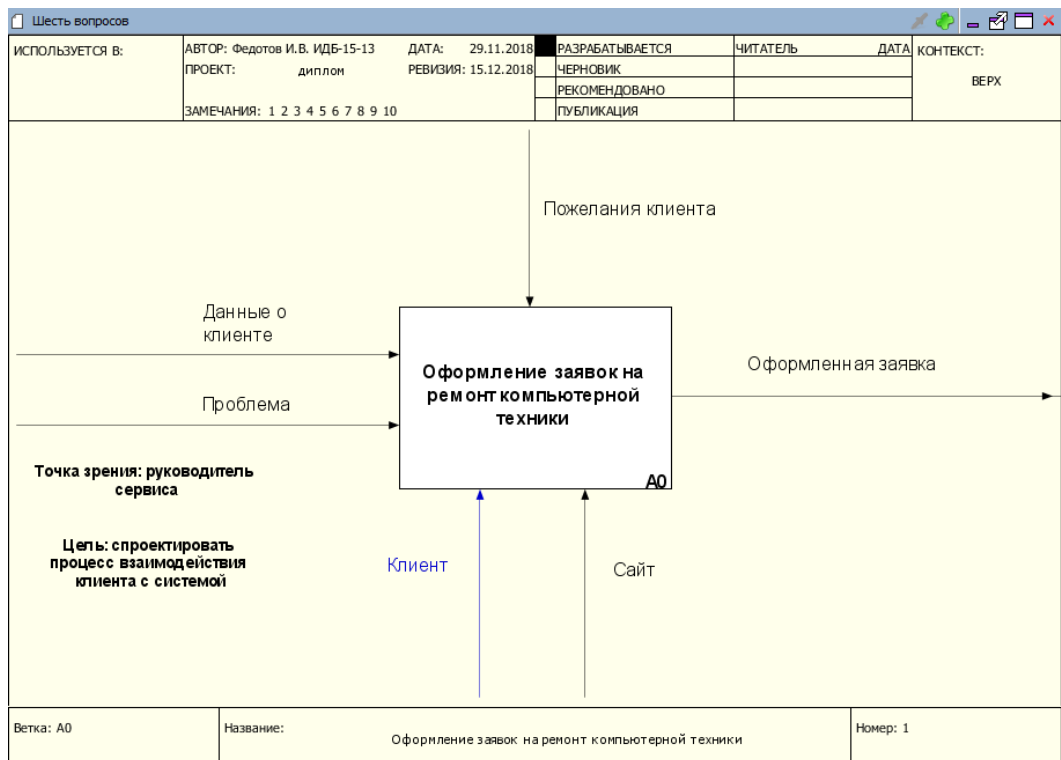 Шесть вопросов
ИСПОЛЬЗУЕТСЯ В:
АВТОР: Федотов И.В. ИДБ-15-13
ДАТА: 29.11.2018
ПРОЕКТ: диплом
РЕВИЗИЯ: 15.12.2018
ЗАМЕЧАНИЯ: 1 2 3 4 5 6 7 8 9 10
РАЗРАБАТЫВАЕТСЯ
ЧЕРНОВИК
РЕКОМЕНДОВАНО
ПУБЛИКАЦИЯ
ЧИТАТЕЛЬ
ДАТА
КОНТЕКСТ:
ВЕРХ
Пожелания клиента
Данные о
клиенте
Проблема
Оформление заявок на
ремонт компьютерной
техники
A0
Оформленная заявка
Точка зрения: руководитель
сервиса
Цель: спроектировать
процесс взаимодействия
клиента с системой
Клиент
Сайт
Ветка: A0
Название:
Оформление заявок на ремонт компьютерной техники
Номер: 1